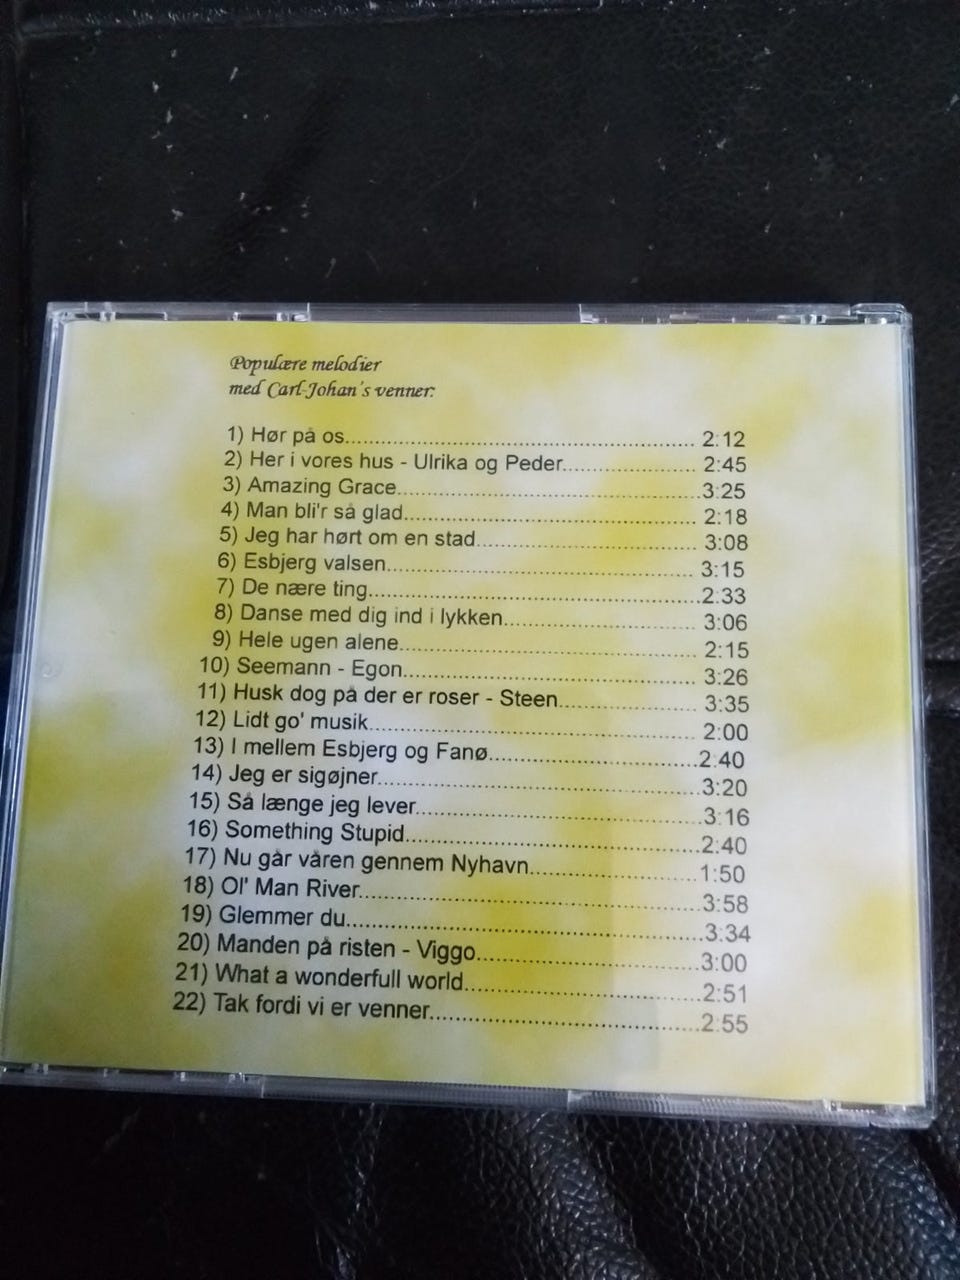 Populære melodier
med Carl-Johan's venner:
1) Hør på os.......................................................... 2:12
2) Her i vores hus - Ulrika og Peder...................... 2:45
3) Amazing Grace..................................................3:25
4) Man bli'r så glad................................................ 2:18
5) Jeg har hørt om en stad.................................... 3:08
6) Esbjerg valsen................................................... 3:15
7) De nære ting.......................................................2:33
8) Danse med dig ind i lykken................................ 3:06
9) Hele ugen alene................................................. 2:15
10) Seemann - Egon................................................ 3:26
11) Husk dog på der er roser - Steen...................... 3:35
12) Lidt go' musik..................................................... 2:00
13) I mellem Esbjerg og Fanø..................................2:40
14) Jeg er sigøjner...................................................3:20
15) Så længe jeg lever.............................................3:16
16) Something Stupid...............................................2:40
17) Nu går våren gennem Nyhavn..........................1:50
18) Ol' Man River.....................................................3:58
19) Glemmer du.......................................................3:34
20) Manden på risten - Viggo...................................3:00
21) What a wonderfull world.....................................2:51
22) Tak fordi vi er venner..........................................2:55